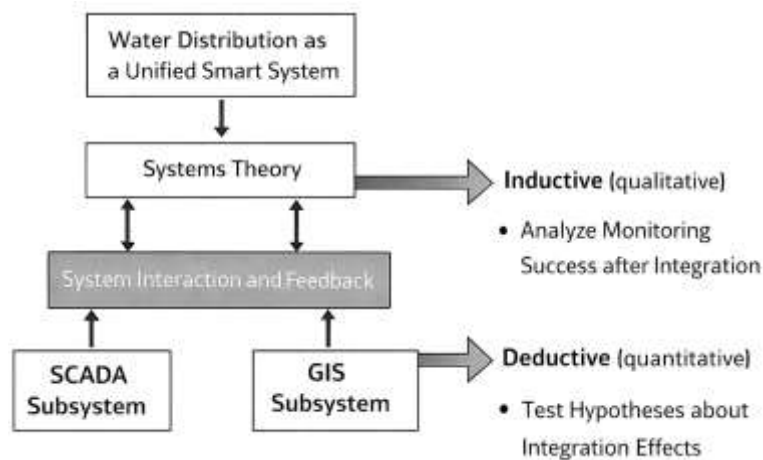 Water Distribution as
a Unified Smart System
Systems Theory
Inductive (qualitative)
• Analyze Monitoring
Success after Integration
System Interaction and Feedback
SCADA
Subsystem
GIS
Subsystem
Deductive (quantitative)
• Test Hypotheses about
Integration Effects